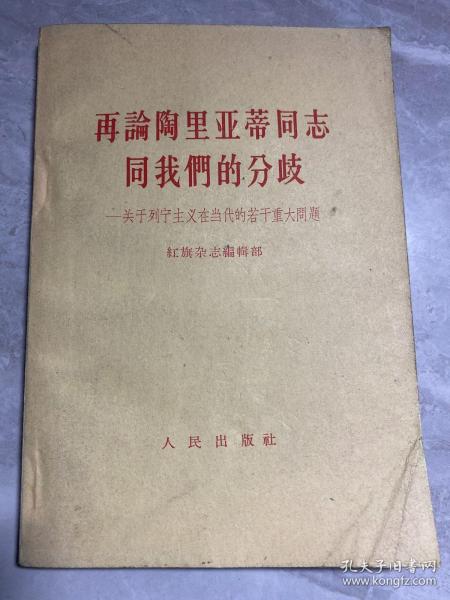 再論陶里亚蒂同志
同我們的分歧
—关于列宁主义在当代的若干重大問題
紅旗杂志編輯部
人民出版社
孔夫子旧书网
www.kongfz.com